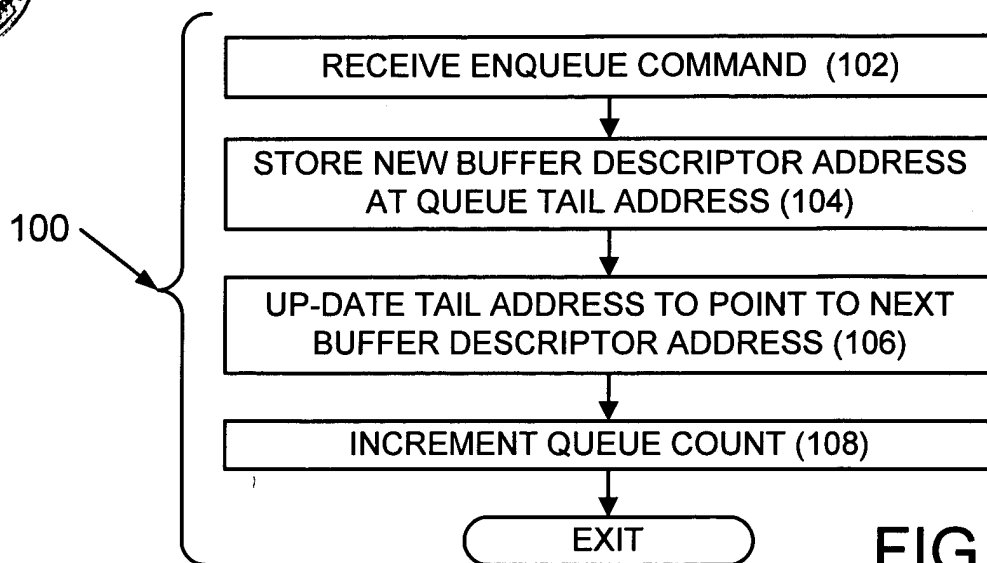 RECEIVE ENQUEUE COMMAND (102)
STORE NEW BUFFER DESCRIPTOR ADDRESS
AT QUEUE TAIL ADDRESS (104)
100
UP-DATE TAIL ADDRESS TO POINT TO NEXT
BUFFER DESCRIPTOR ADDRESS (106)
INCREMENT QUEUE COUNT (108)
EXIT
FIG